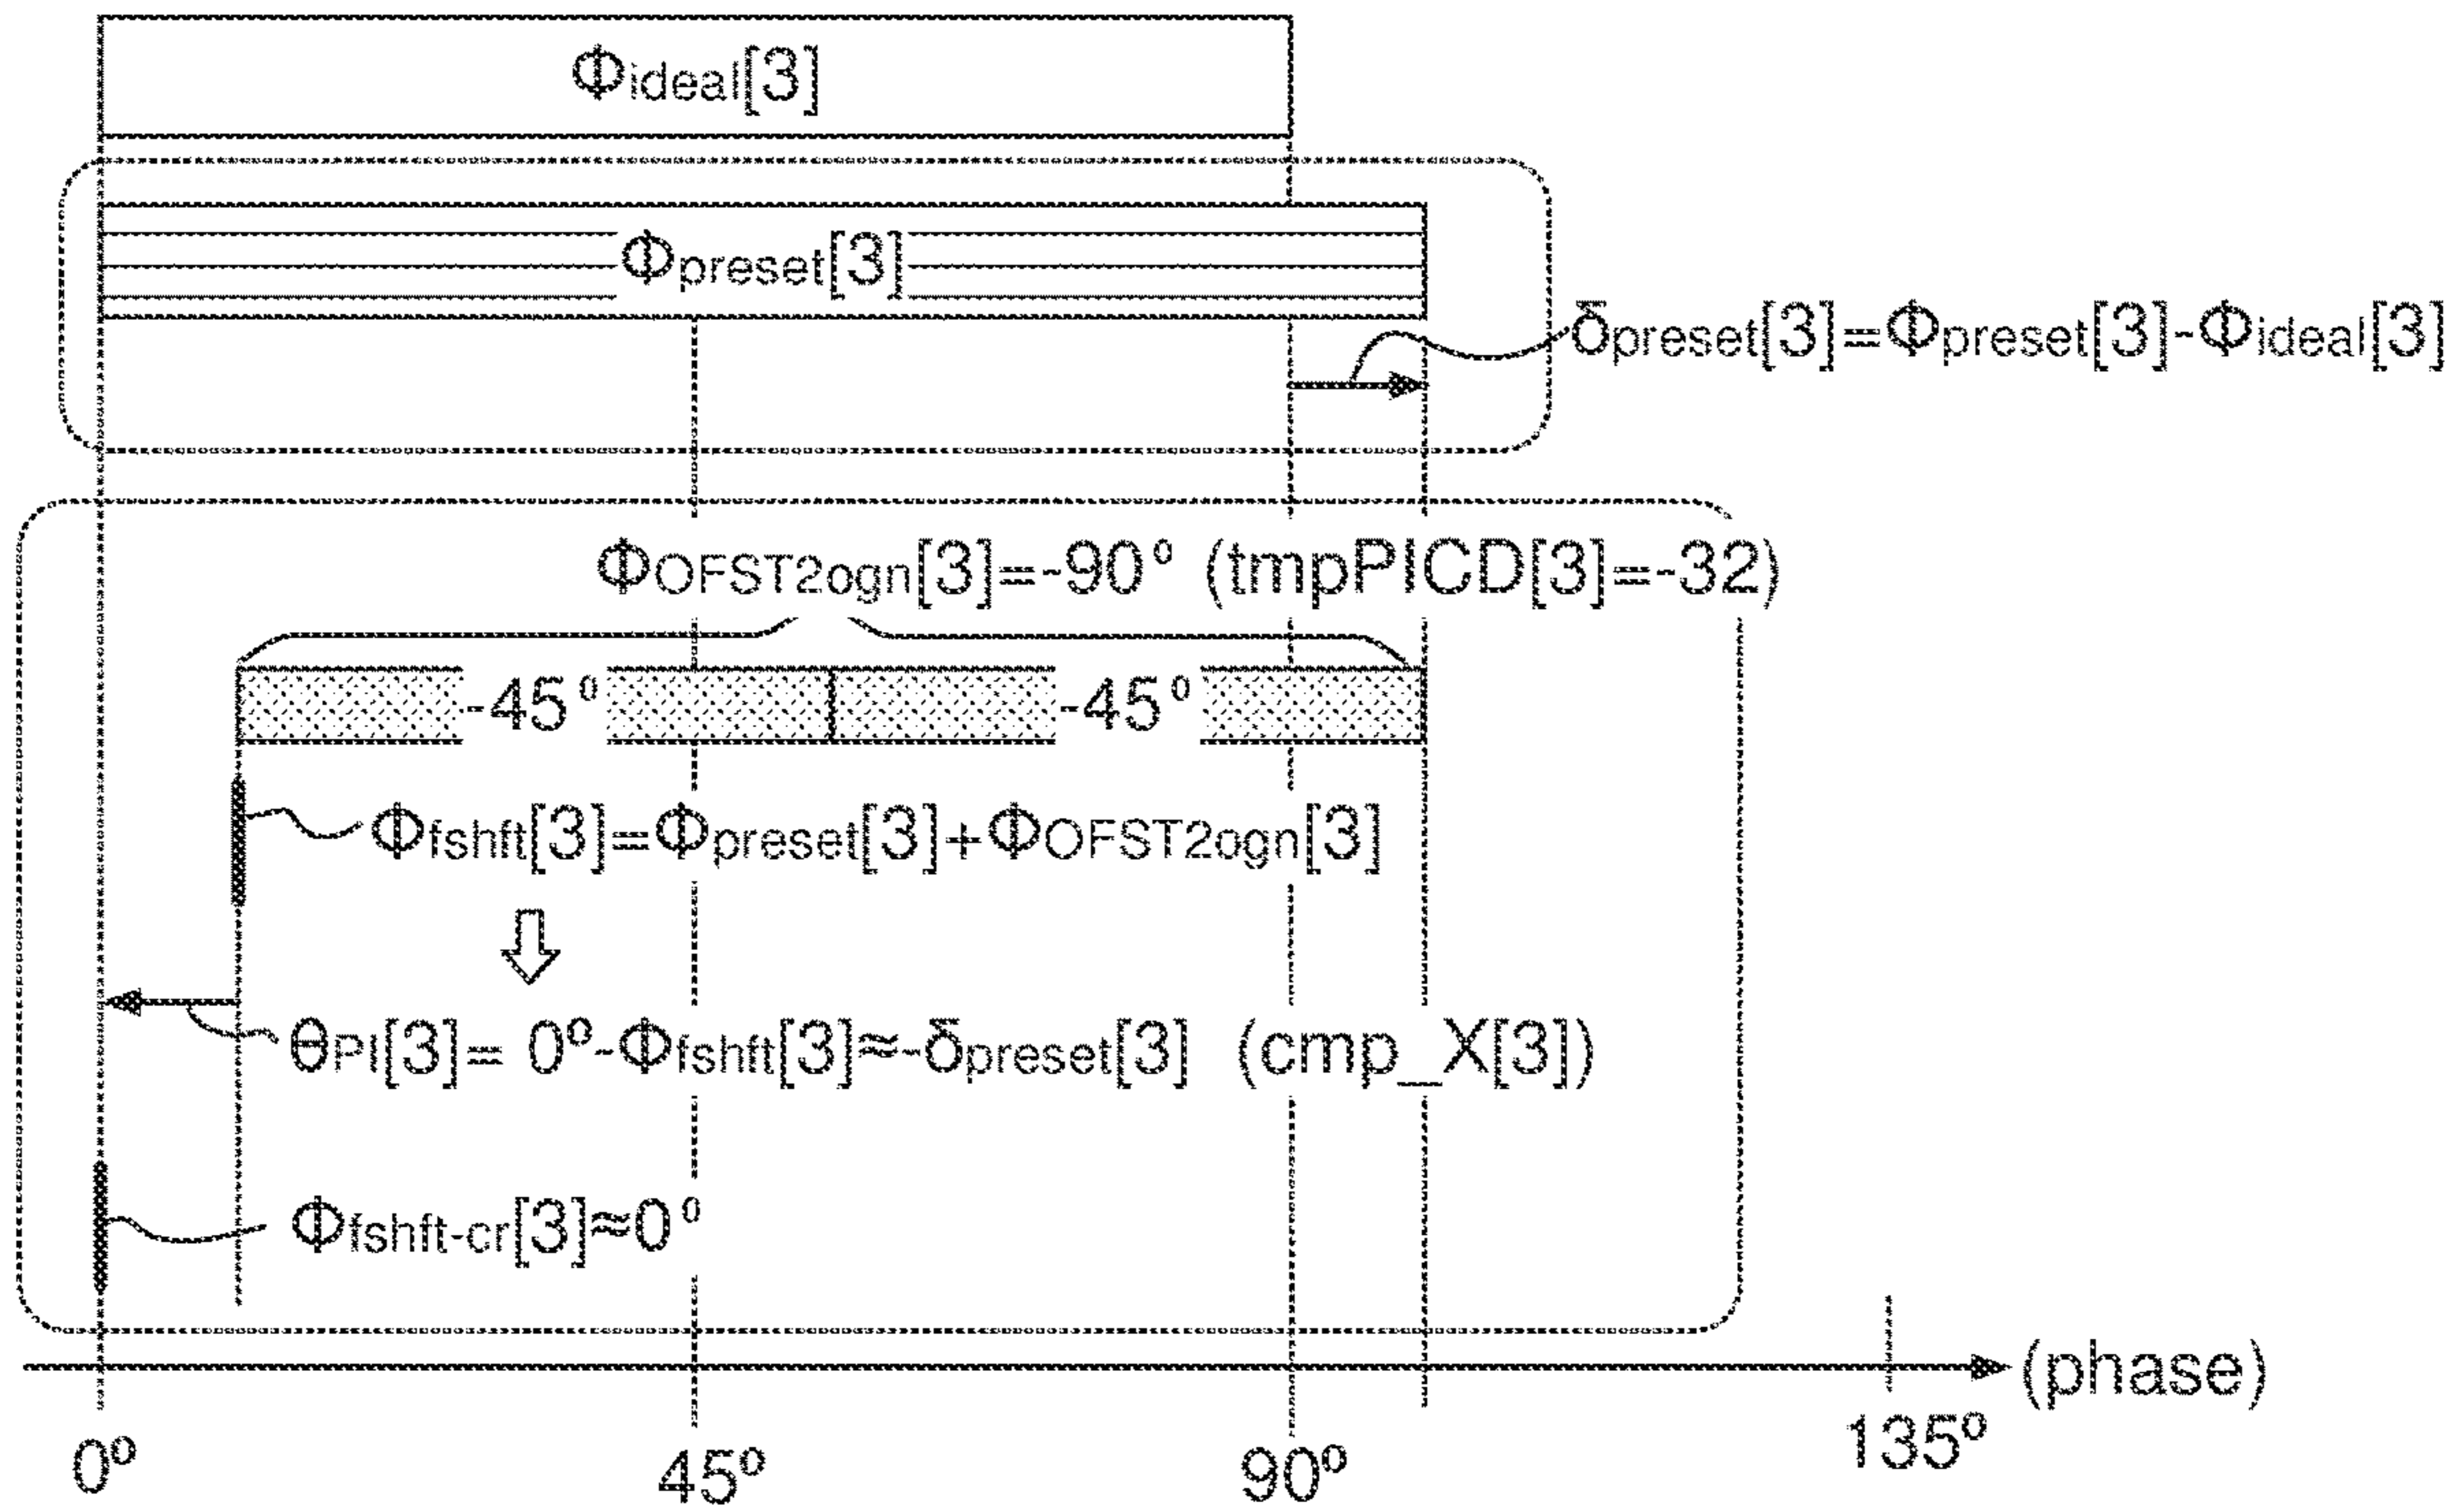 Φideal[3]
Φpreset[3]
δpreset[3]=Φpreset[3]-Φideal[3]
ΦOFST2ogn[3]=-90° (tmpPICD[3]=-32)
-45° -45°
Φfshft[3]=Φpreset[3]+ΦOFST2ogn[3]
θPI[3]= 0°-Φfshft[3]≈-δpreset[3] (cmp_X[3])
Φfshft-cr[3]≈0°
(phase)
0° 45° 90° 135°